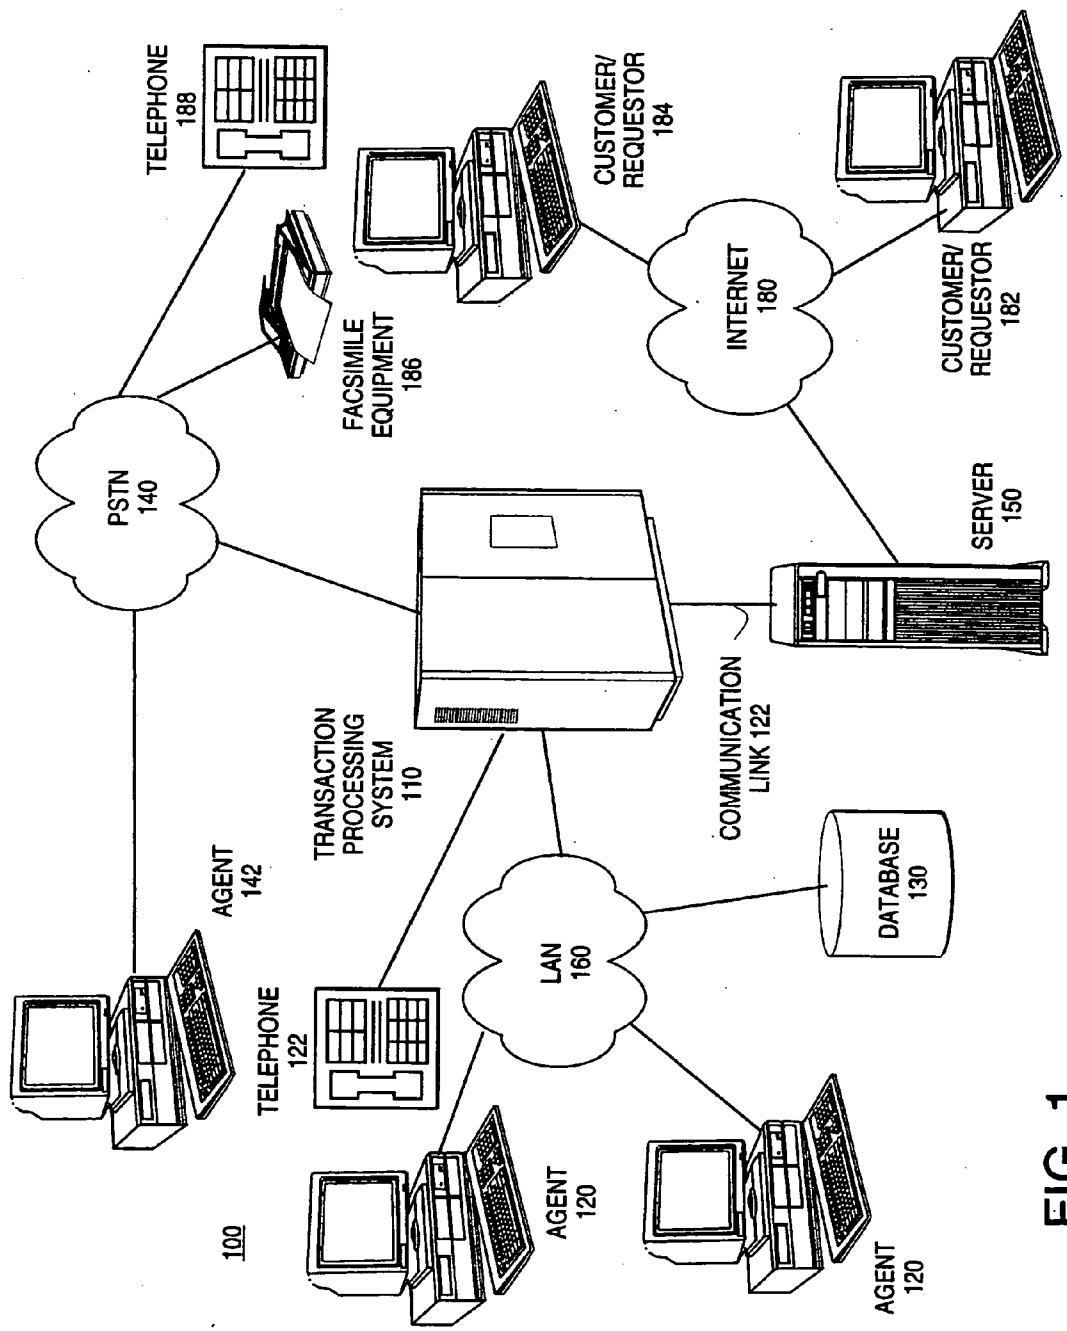 100
AGENT
142
PSTN
140
TELEPHONE
188
FACSIMILE
EQUIPMENT
186
TELEPHONE
122
TRANSACTION
PROCESSING
SYSTEM
110
CUSTOMER/
REQUESTOR
184
AGENT
120
LAN
160
COMMUNICATION
LINK 122
INTERNET
180
AGENT
120
DATABASE
130
SERVER
150
CUSTOMER/
REQUESTOR
182
FIG. 1